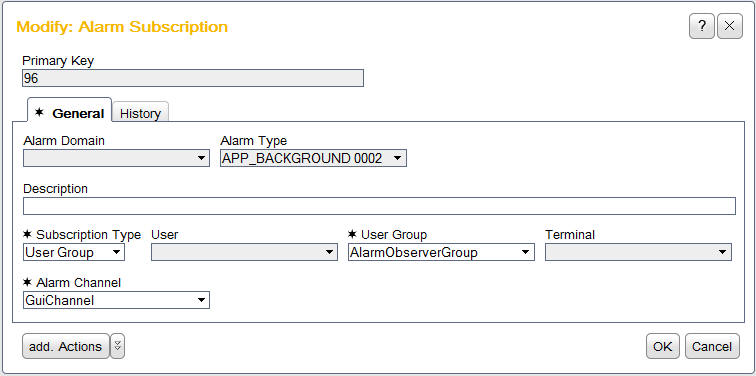 Modify: Alarm Subscription
?
Primary Key
96
✶ General History
Alarm Domain Alarm Type
APP_BACKGROUND 0002
Description
✶ Subscription Type User ✶ User Group Terminal
User Group AlarmObserverGroup
✶ Alarm Channel
GuiChannel
add. Actions OK Cancel